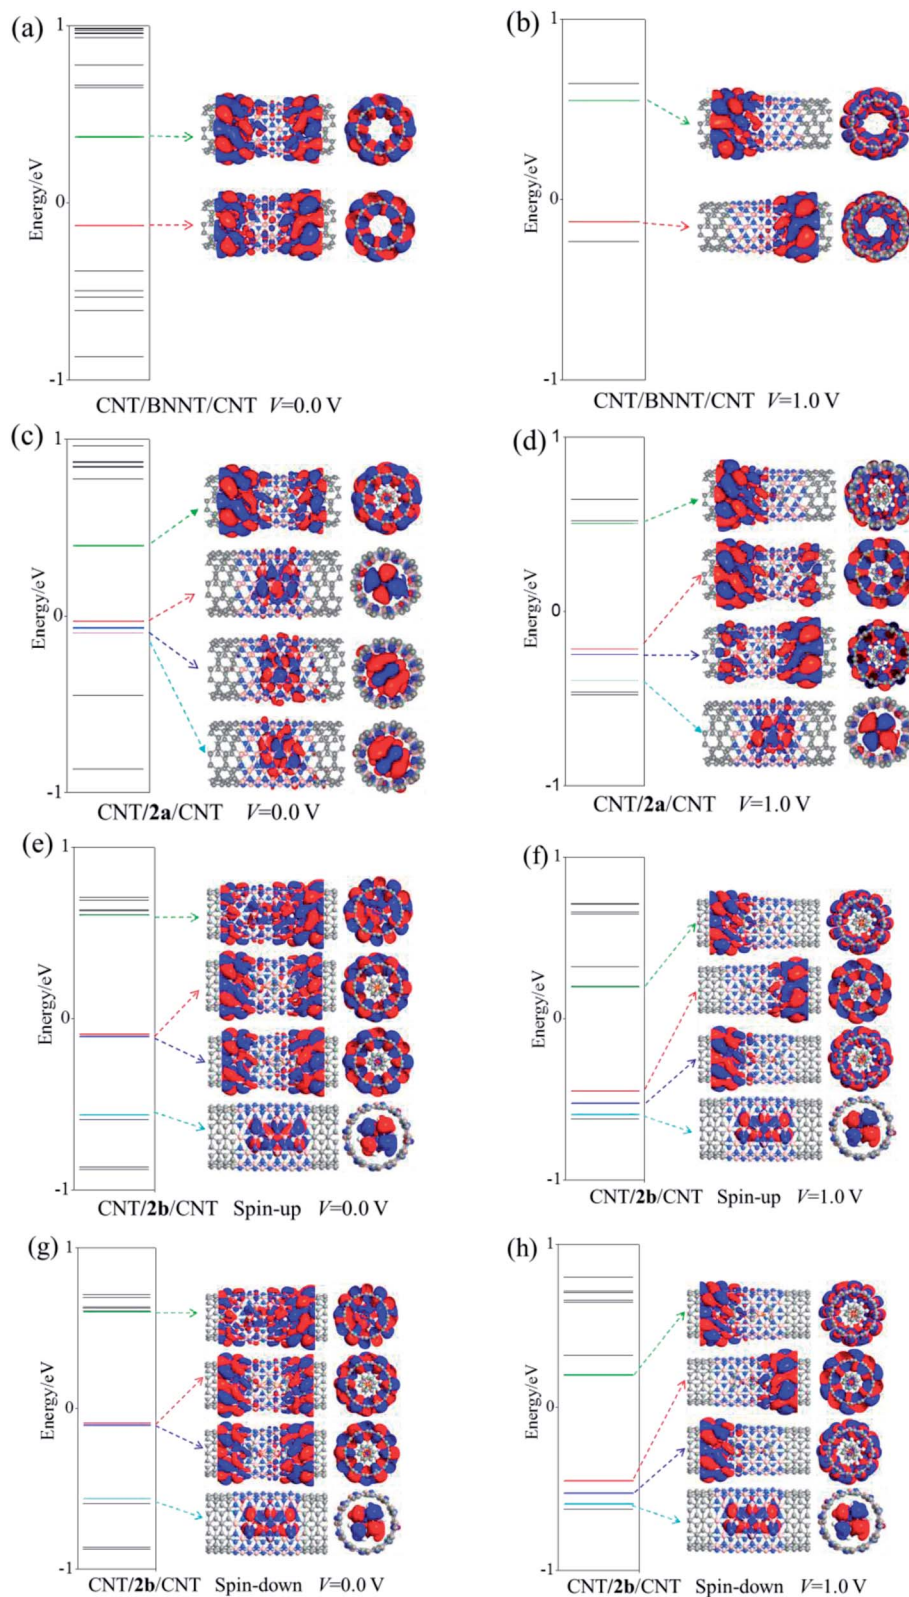 (a)
1
0
-1
Energy/eV
CNT/BNNT/CNT V=0.0 V
(b)
1
0
-1
Energy/eV
CNT/BNNT/CNT V=1.0 V
(c)
1
0
-1
Energy/eV
CNT/2a/CNT V=0.0 V
(d)
1
0
-1
Energy/eV
CNT/2a/CNT V=1.0 V
(e)
1
0
-1
Energy/eV
CNT/2b/CNT Spin-up V=0.0 V
(f)
1
0
-1
Energy/eV
CNT/2b/CNT Spin-up V=1.0 V
(g)
1
0
-1
Energy/eV
CNT/2b/CNT Spin-down V=0.0 V
(h)
1
0
-1
Energy/eV
CNT/2b/CNT Spin-down V=1.0 V